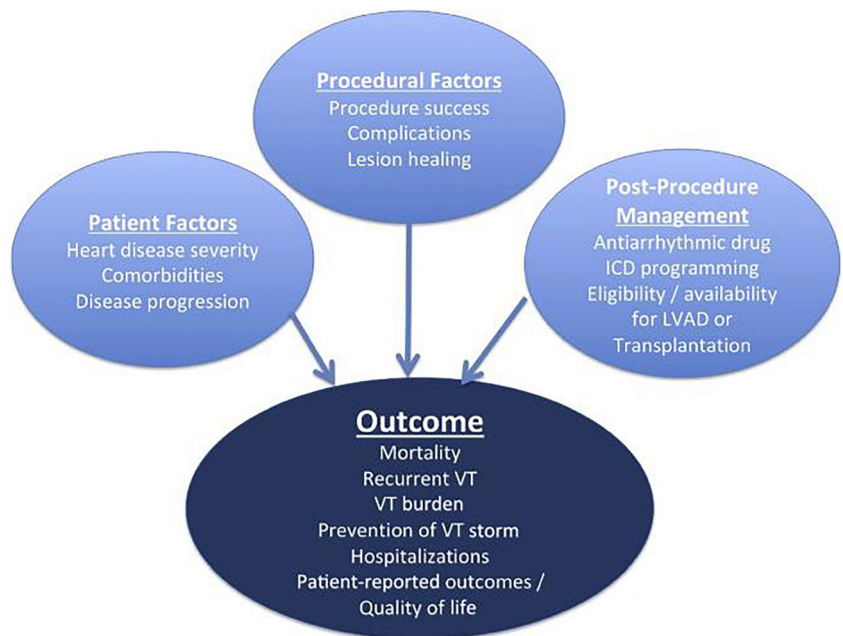 Procedural Factors
Procedure success
Complications
Lesion healing
Patient Factors
Heart disease severity
Comorbidities
Disease progression
Post-Procedure
Management
Antiarrhythmic drug
ICD programming
Eligibility / availability
for LVAD or
Transplantation
Outcome
Mortality
Recurrent VT
VT burden
Prevention of VT storm
Hospitalizations
Patient-reported outcomes /
Quality of life